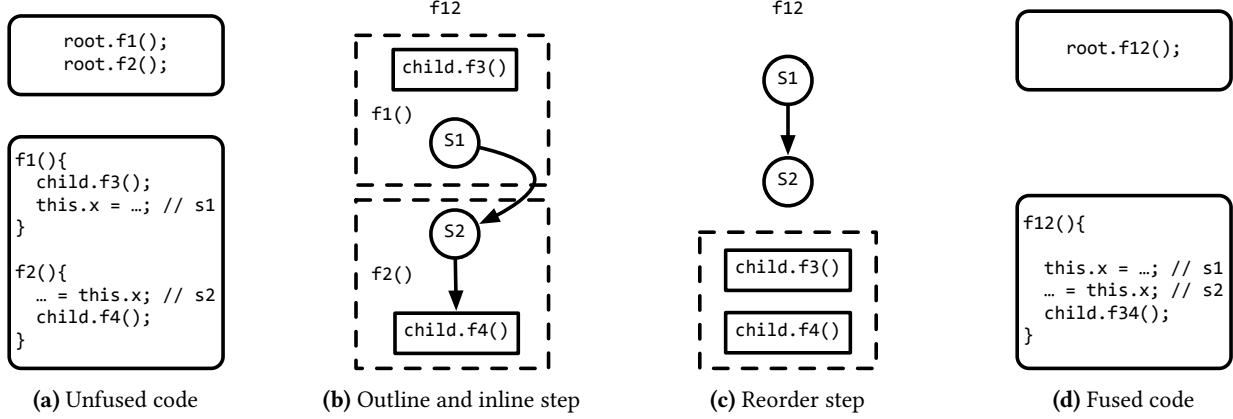 root.f1();
root.f2();
f1(){
child.f3();
this.x = …; // s1
}
f2(){
… = this.x; // s2
child.f4();
}
(a) Unfused code
f12
child.f3()
f1()
S1
S2
f2()
child.f4()
(b) Outline and inline step
f12
S1
S2
child.f3()
child.f4()
(c) Reorder step
root.f12();
f12(){
this.x = …; // s1
… = this.x; // s2
child.f34();
}
(d) Fused code